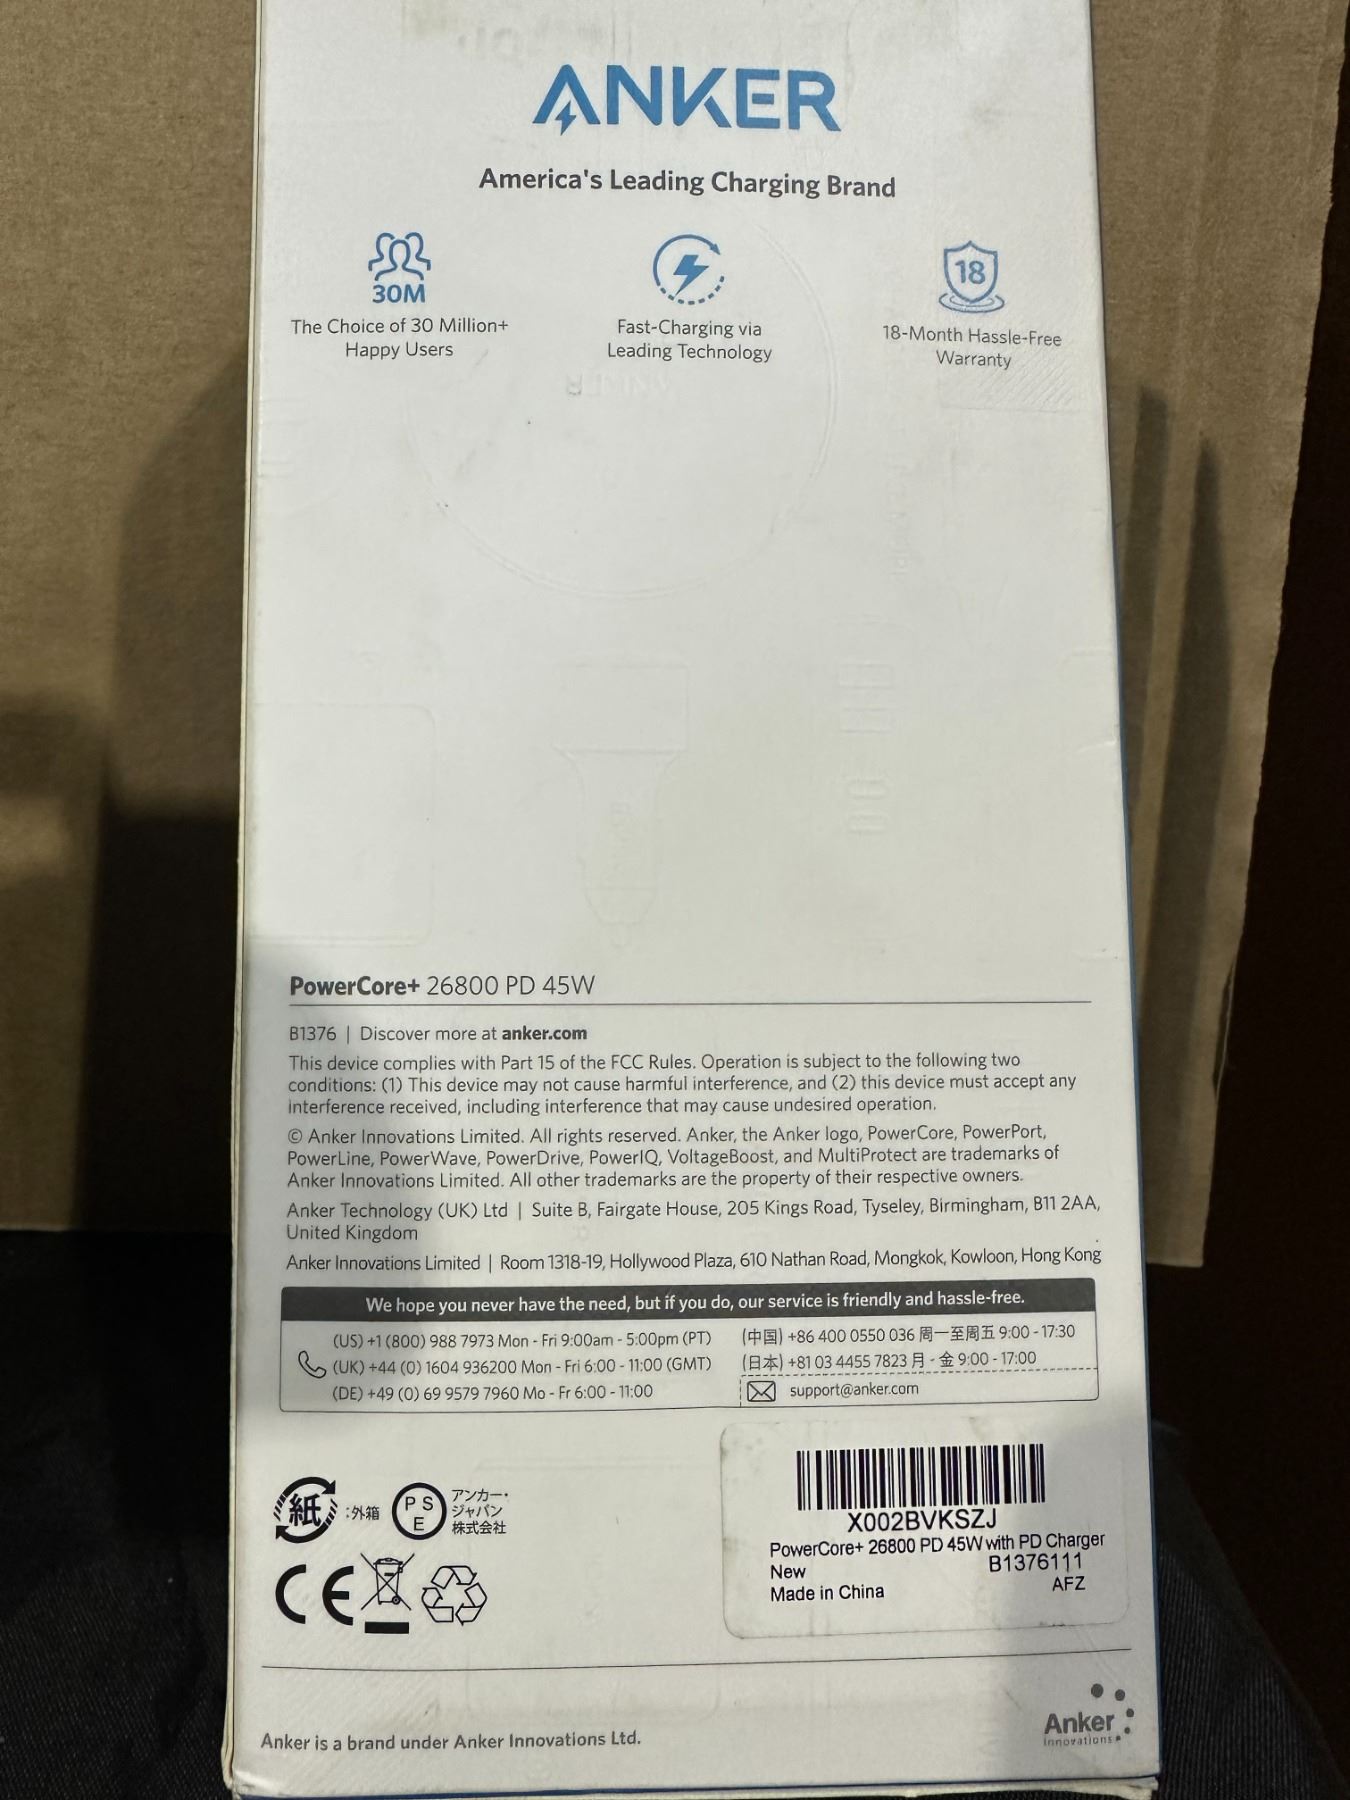 ANKER
America's Leading Charging Brand
30M
The Choice of 30 Million+
Happy Users
Fast-Charging via
Leading Technology
18
18-Month Hassle-Free
Warranty
PowerCore+ 26800 PD 45W
B1376 | Discover more at anker.com
This device complies with Part 15 of the FCC Rules. Operation is subject to the following two
conditions: (1) This device may not cause harmful interference, and (2) this device must accept any
interference received, including interference that may cause undesired operation.
© Anker Innovations Limited. All rights reserved. Anker, the Anker logo, PowerCore, PowerPort,
PowerLine, PowerWave, PowerDrive, PowerIQ, VoltageBoost, and MultiProtect are trademarks of
Anker Innovations Limited. All other trademarks are the property of their respective owners.
Anker Technology (UK) Ltd | Suite B, Fairgate House, 205 Kings Road, Tyseley, Birmingham, B11 2AA,
United Kingdom
Anker Innovations Limited | Room 1318-19, Hollywood Plaza, 610 Nathan Road, Mongkok, Kowloon, Hong Kong
We hope you never have the need, but if you do, our service is friendly and hassle-free.
(US) +1 (800) 988 7973 Mon - Fri 9:00am - 5:00pm (PT)
(UK) +44 (0) 1604 936200 Mon - Fri 6:00 - 11:00 (GMT)
(DE) +49 (0) 69 9579 7960 Mo - Fr 6:00 - 11:00
(中国) +86 400 0550 036 周一至周五 9:00 - 17:30
(日本) +81 03 4455 7823 月 - 金 9:00 - 17:00
support@anker.com
紙 :外箱
PSE
アンカー・
ジャパン
株式会社
CE
X002BVKSZJ
PowerCore+ 26800 PD 45W with PD Charger
New B1376111
Made in China AFZ
Anker is a brand under Anker Innovations Ltd.
Anker
Innovations